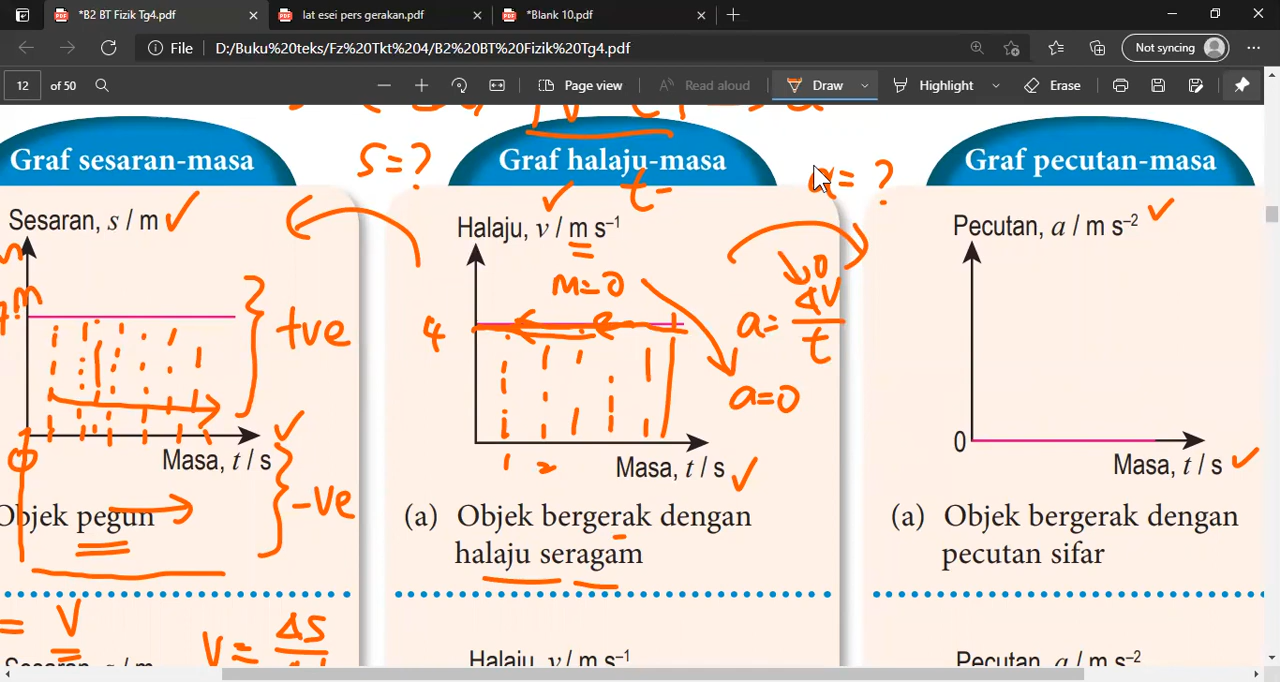 *B2 BT Fizik Tg4.pdf
lat esei pers gerakan.pdf
*Blank 10.pdf
File
D:/Buku%20teks/Fz%20Tkt%204/B2%20BT%20Fizik%20Tg4.pdf
Not syncing
12 of 50
Page view
Read aloud
Draw
Highlight
Erase
Graf sesaran-masa
s=?
Graf halaju-masa
t
a=?
Graf pecutan-masa
Sesaran, s / m
Halaju, v / m s⁻¹
Pecutan, a / m s⁻²
m
m=0
0
4
+ve
a= ΔV/t
a=0
0
0
Masa, t / s
1 2
Masa, t / s
Masa, t / s
-ve
Objek pegun
(a) Objek bergerak dengan
halaju seragam
(a) Objek bergerak dengan
pecutan sifar
= V
V= ΔS
Sesaran, s / m
Halaju, v / m s⁻¹
Pecutan, a / m s⁻²